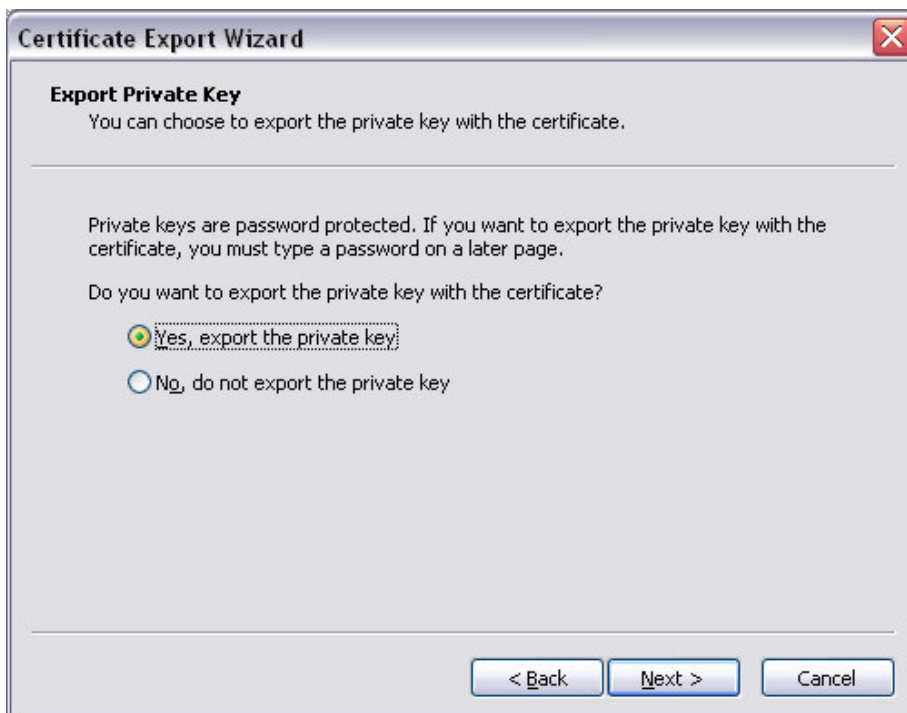 Certificate Export Wizard
Export Private Key
You can choose to export the private key with the certificate.
Private keys are password protected. If you want to export the private key with the
certificate, you must type a password on a later page.
Do you want to export the private key with the certificate?
Yes, export the private key
No, do not export the private key
< Back
Next >
Cancel